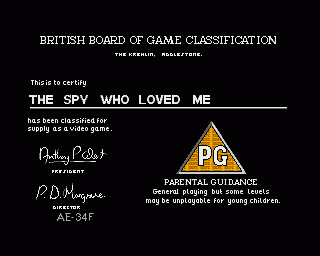 BRITISH BOARD OF GAME CLASSIFICATION
THE KREMLIN, ADDLESTONE.
This is to certify
THE SPY WHO LOVED ME
has been classified for
supply as a video game.
PRESIDENT
P. D. Margrave
DIRECTOR
AE-34F
PG
PARENTAL GUIDANCE
General playing but some levels
may be unplayable for young children.